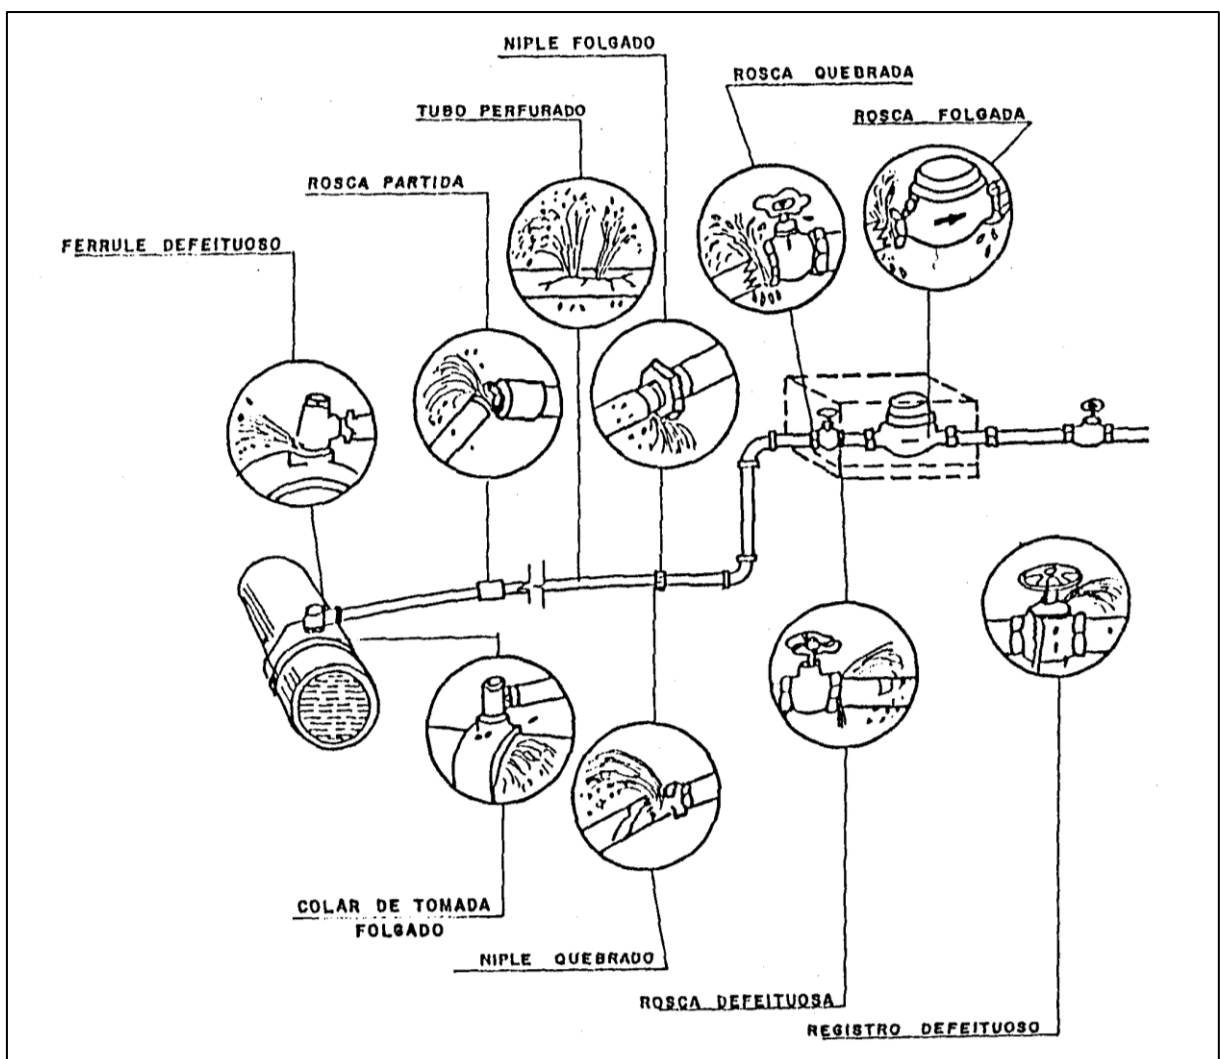 NIPLE FOLGADO
ROSCA QUEBRADA
TUBO PERFURADO
ROSCA FOLGADA
ROSCA PARTIDA
FERRULE DEFEITUOSO
COLAR DE TOMADA
FOLGADO
NIPLE QUEBRADO
ROSCA DEFEITUOSA
REGISTRO DEFEITUOSO